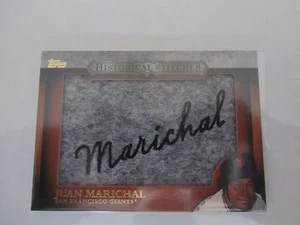 Topps
HISTORICAL STITCHES
Marichal
JUAN MARICHAL
SAN FRANCISCO GIANTS®